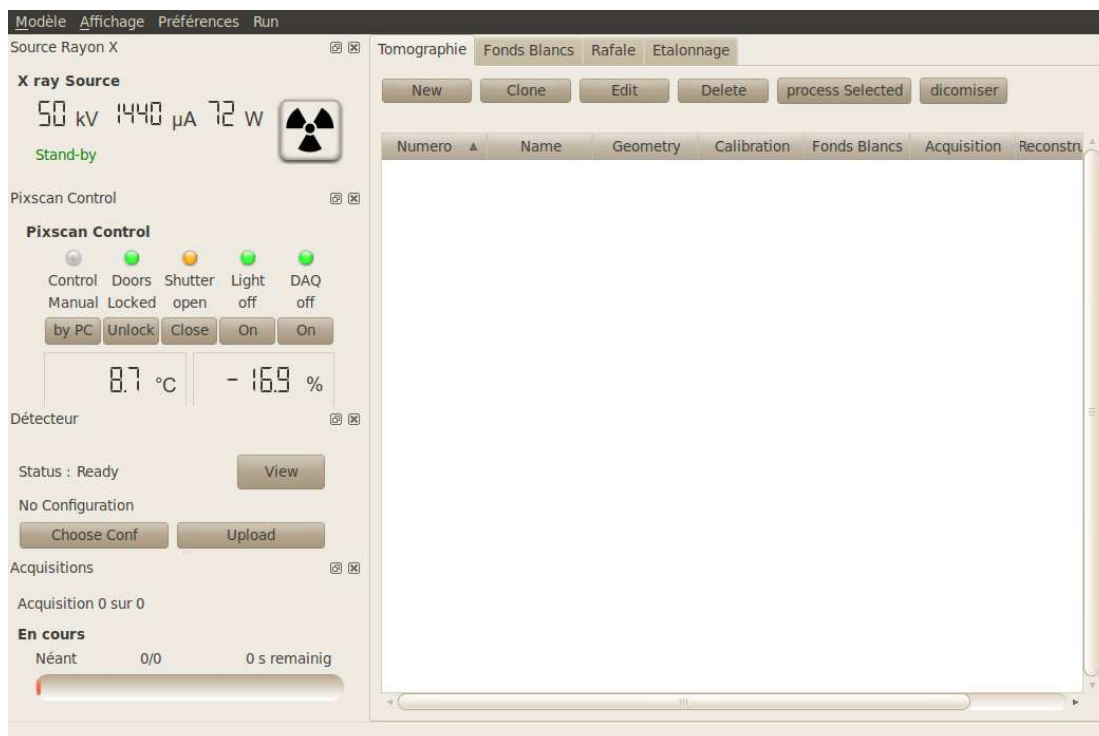 Modèle Affichage Préférences Run
Source Rayon X
X ray Source
50 kV 1440 µA 72 W
Stand-by
Pixscan Control
Pixscan Control
Control Doors Shutter Light DAQ
Manual Locked open off off
by PC Unlock Close On On
8.7 °C - 16.9 %
Détecteur
Status : Ready View
No Configuration
Choose Conf Upload
Acquisitions
Acquisition 0 sur 0
En cours
Néant 0/0 0 s remainig
Tomographie Fonds Blancs Rafale Etalonnage
New Clone Edit Delete process Selected dicomiser
Numero Name Geometry Calibration Fonds Blancs Acquisition Reconstru